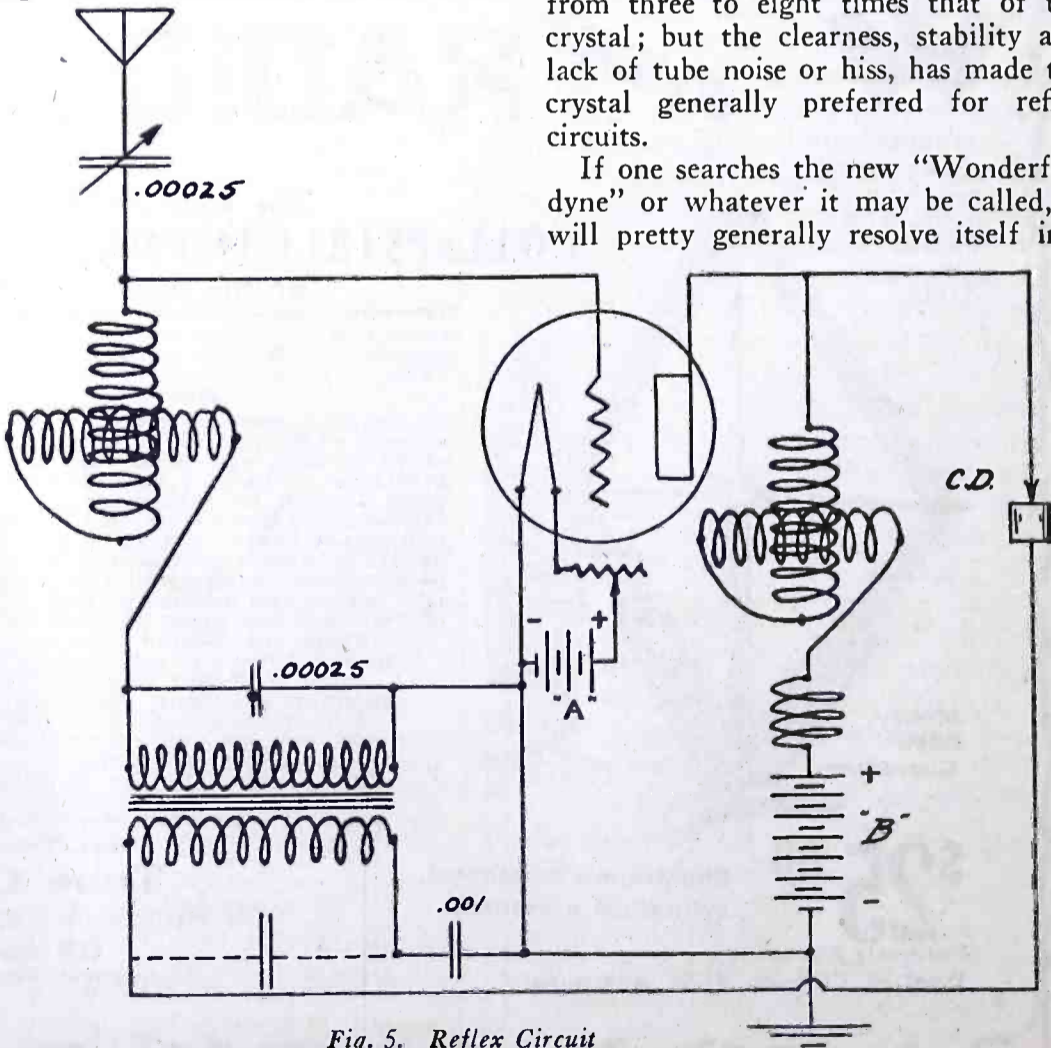 from three to eight times that of
crystal; but the clearness, stability
lack of tube noise or hiss, has made
crystal generally preferred for
circuits.
If one searches the new "Wonderf
dyne" or whatever it may be called,
will pretty generally resolve itself
.00025
C.D.
- +
"A"
.00025
+
"B"
-
.001
Fig. 5. Reflex Circuit